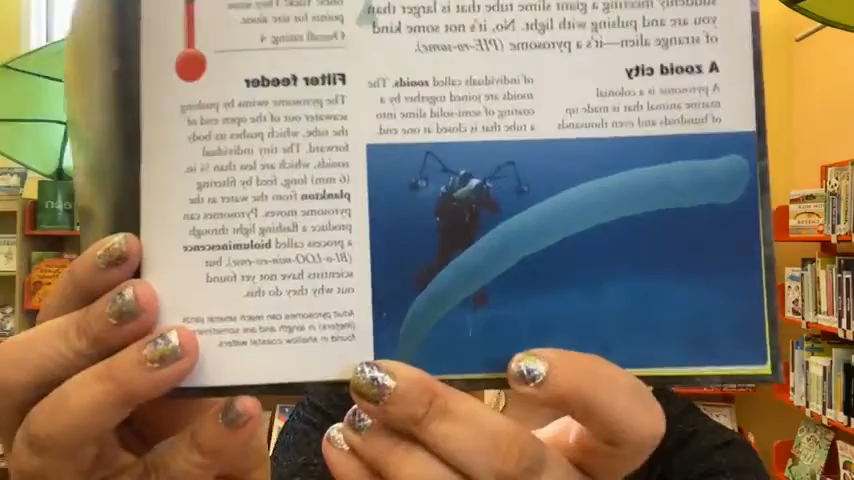 suddenly meeting a giant slime tube that is larger than
you are and pulsing with light. No, it's not some kind
of strange alien—it's a pyrosome (PIE-ro-some).
A zooid city
A pyrosome is a colonial
marine animal that is made up
of hundreds and even thousands
of individuals called zooids. The
zooids are joined together by a
coating of semi-solid slime into
a tube that is closed at one end.
They score
points for size alone.
Overall rating: 4
Filter feeder
The pyrosome swims by pushing
seawater out of the open end of
the tube, which pushes its body
forward. The tiny individual
zooids, which are less than ¼ in.
(6 mm) long, feed by filtering
plankton from the water as the
pyrosome moves. Pyrosomes can
produce a flashing light through
a process called bioluminescence
(BI-o-LOO-min-es-ens), but
scientists have not yet found
out why they do this.
Adult pyrosomes can reach several yards
(meters) in length and are sometimes
found in shallow coastal waters.